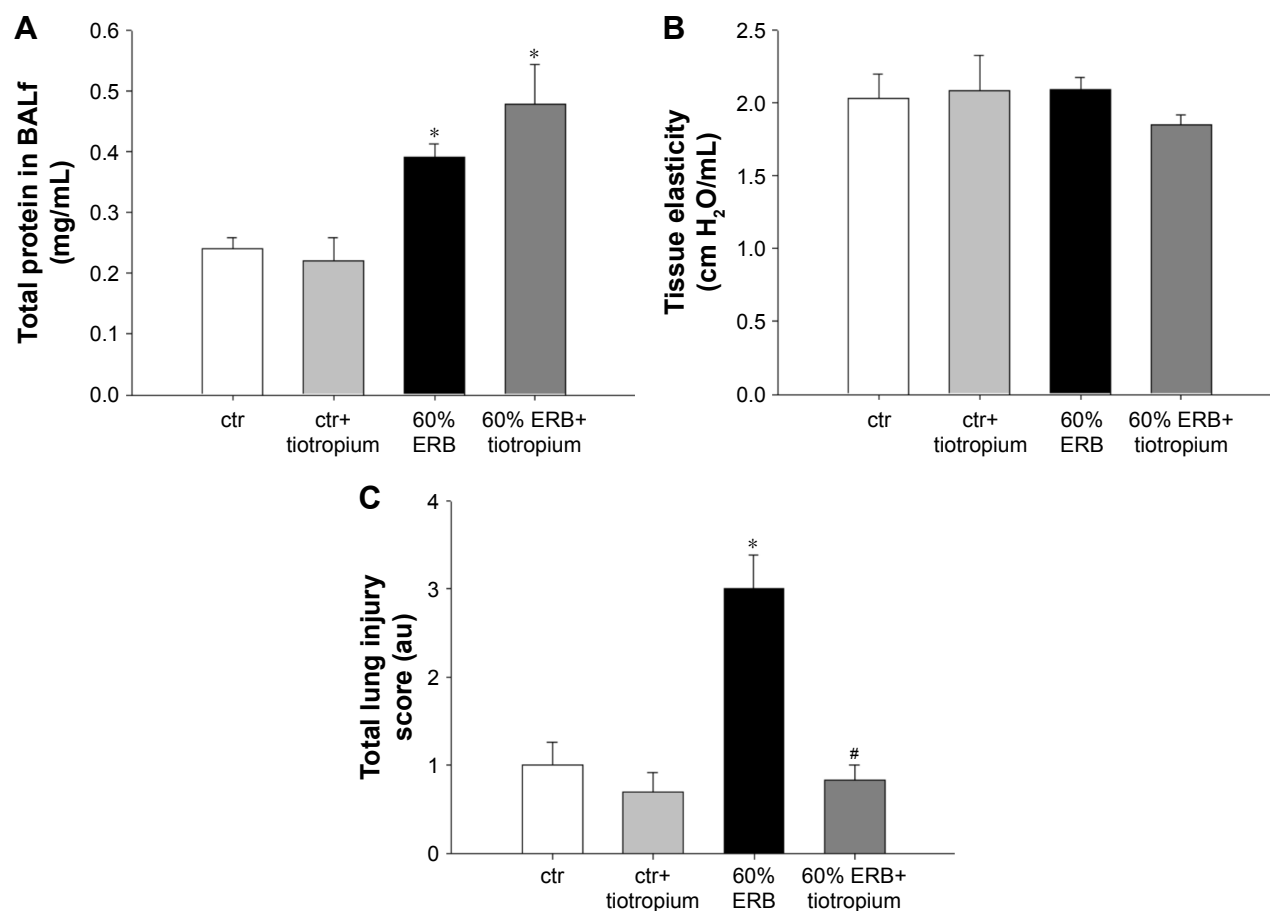 A
Total protein in BALf
(mg/mL)
0.6
0.5
0.4
0.3
0.2
0.1
0.0
*
*
ctr
ctr+
tiotropium
60%
ERB
60% ERB+
tiotropium
B
Tissue elasticity
(cm H₂O/mL)
2.5
2.0
1.5
1.0
0.5
0.0
ctr
ctr+
tiotropium
60%
ERB
60% ERB+
tiotropium
C
Total lung injury
score (au)
4
3
2
1
0
*
#
ctr
ctr+
tiotropium
60%
ERB
60% ERB+
tiotropium